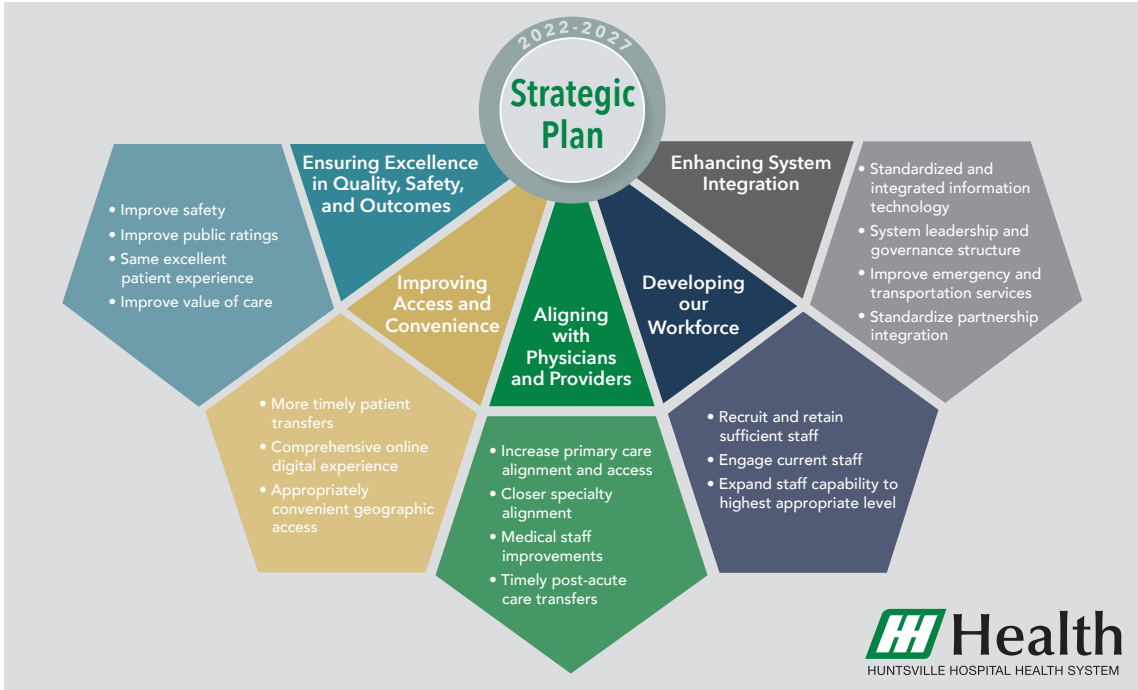 2022-2027
Strategic
Plan
Ensuring Excellence
in Quality, Safety,
and Outcomes
• Improve safety
• Improve public ratings
• Same excellent
patient experience
• Improve value of care
Improving
Access and
Convenience
• More timely patient
transfers
• Comprehensive online
digital experience
• Appropriately
convenient geographic
access
Aligning
with
Physicians
and Providers
• Increase primary care
alignment and access
• Closer specialty
alignment
• Medical staff
improvements
• Timely post-acute
care transfers
Developing
our
Workforce
• Recruit and retain
sufficient staff
• Engage current staff
• Expand staff capability to
highest appropriate level
Enhancing System
Integration
• Standardized and
integrated information
technology
• System leadership and
governance structure
• Improve emergency and
transportation services
• Standardize partnership
integration
HH Health
HUNTSVILLE HOSPITAL HEALTH SYSTEM